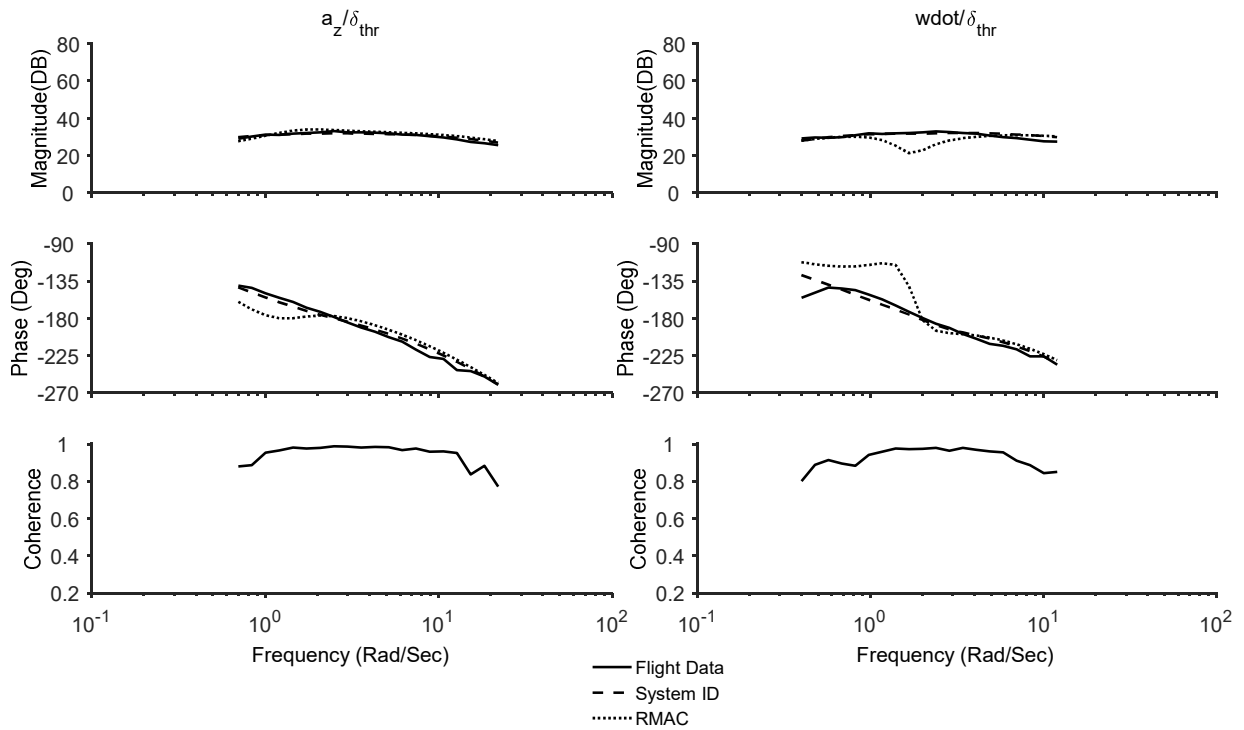 a_z/δ_thr
Magnitude(DB)
80
60
40
20
0
Phase (Deg)
-90
-135
-180
-225
-270
Coherence
1
0.8
0.6
0.4
0.2
10^-1
10^0
10^1
10^2
Frequency (Rad/Sec)
wdot/δ_thr
Magnitude(DB)
80
60
40
20
0
Phase (Deg)
-90
-135
-180
-225
-270
Coherence
1
0.8
0.6
0.4
0.2
10^-1
10^0
10^1
10^2
Frequency (Rad/Sec)
Flight Data
System ID
RMAC